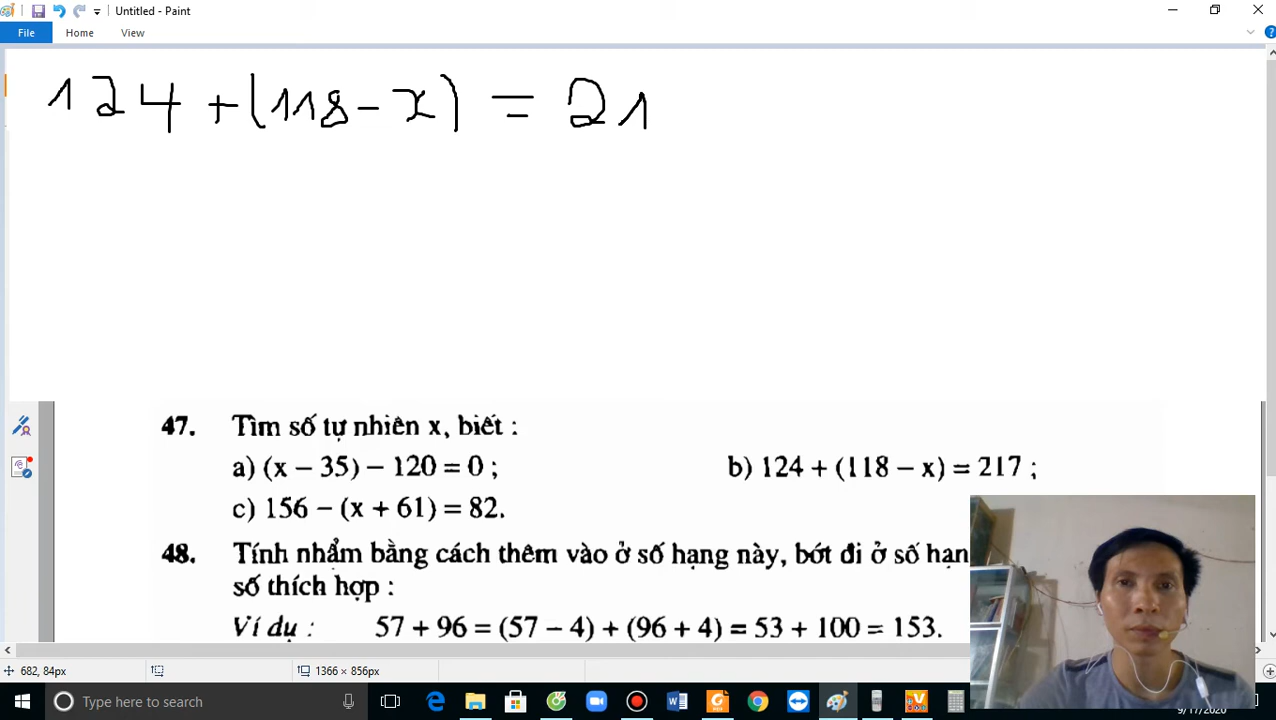 Untitled - Paint
File Home View
124 + (118 - x) = 21
47. Tìm số tự nhiên x, biết :
a) (x – 35) – 120 = 0 ; b) 124 + (118 – x) = 217 ;
c) 156 – (x + 61) = 82.
48. Tính nhẩm bằng cách thêm vào ở số hạng này, bớt đi ở số hạn
số thích hợp :
Ví dụ : 57 + 96 = (57 – 4) + (96 + 4) = 53 + 100 = 153.
682, 84px 1366 × 856px
Type here to search
9/17/2020